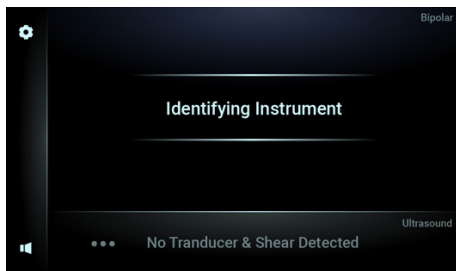 Bipolar
Identifying Instrument
Ultrasound
No Tranducer & Shear Detected